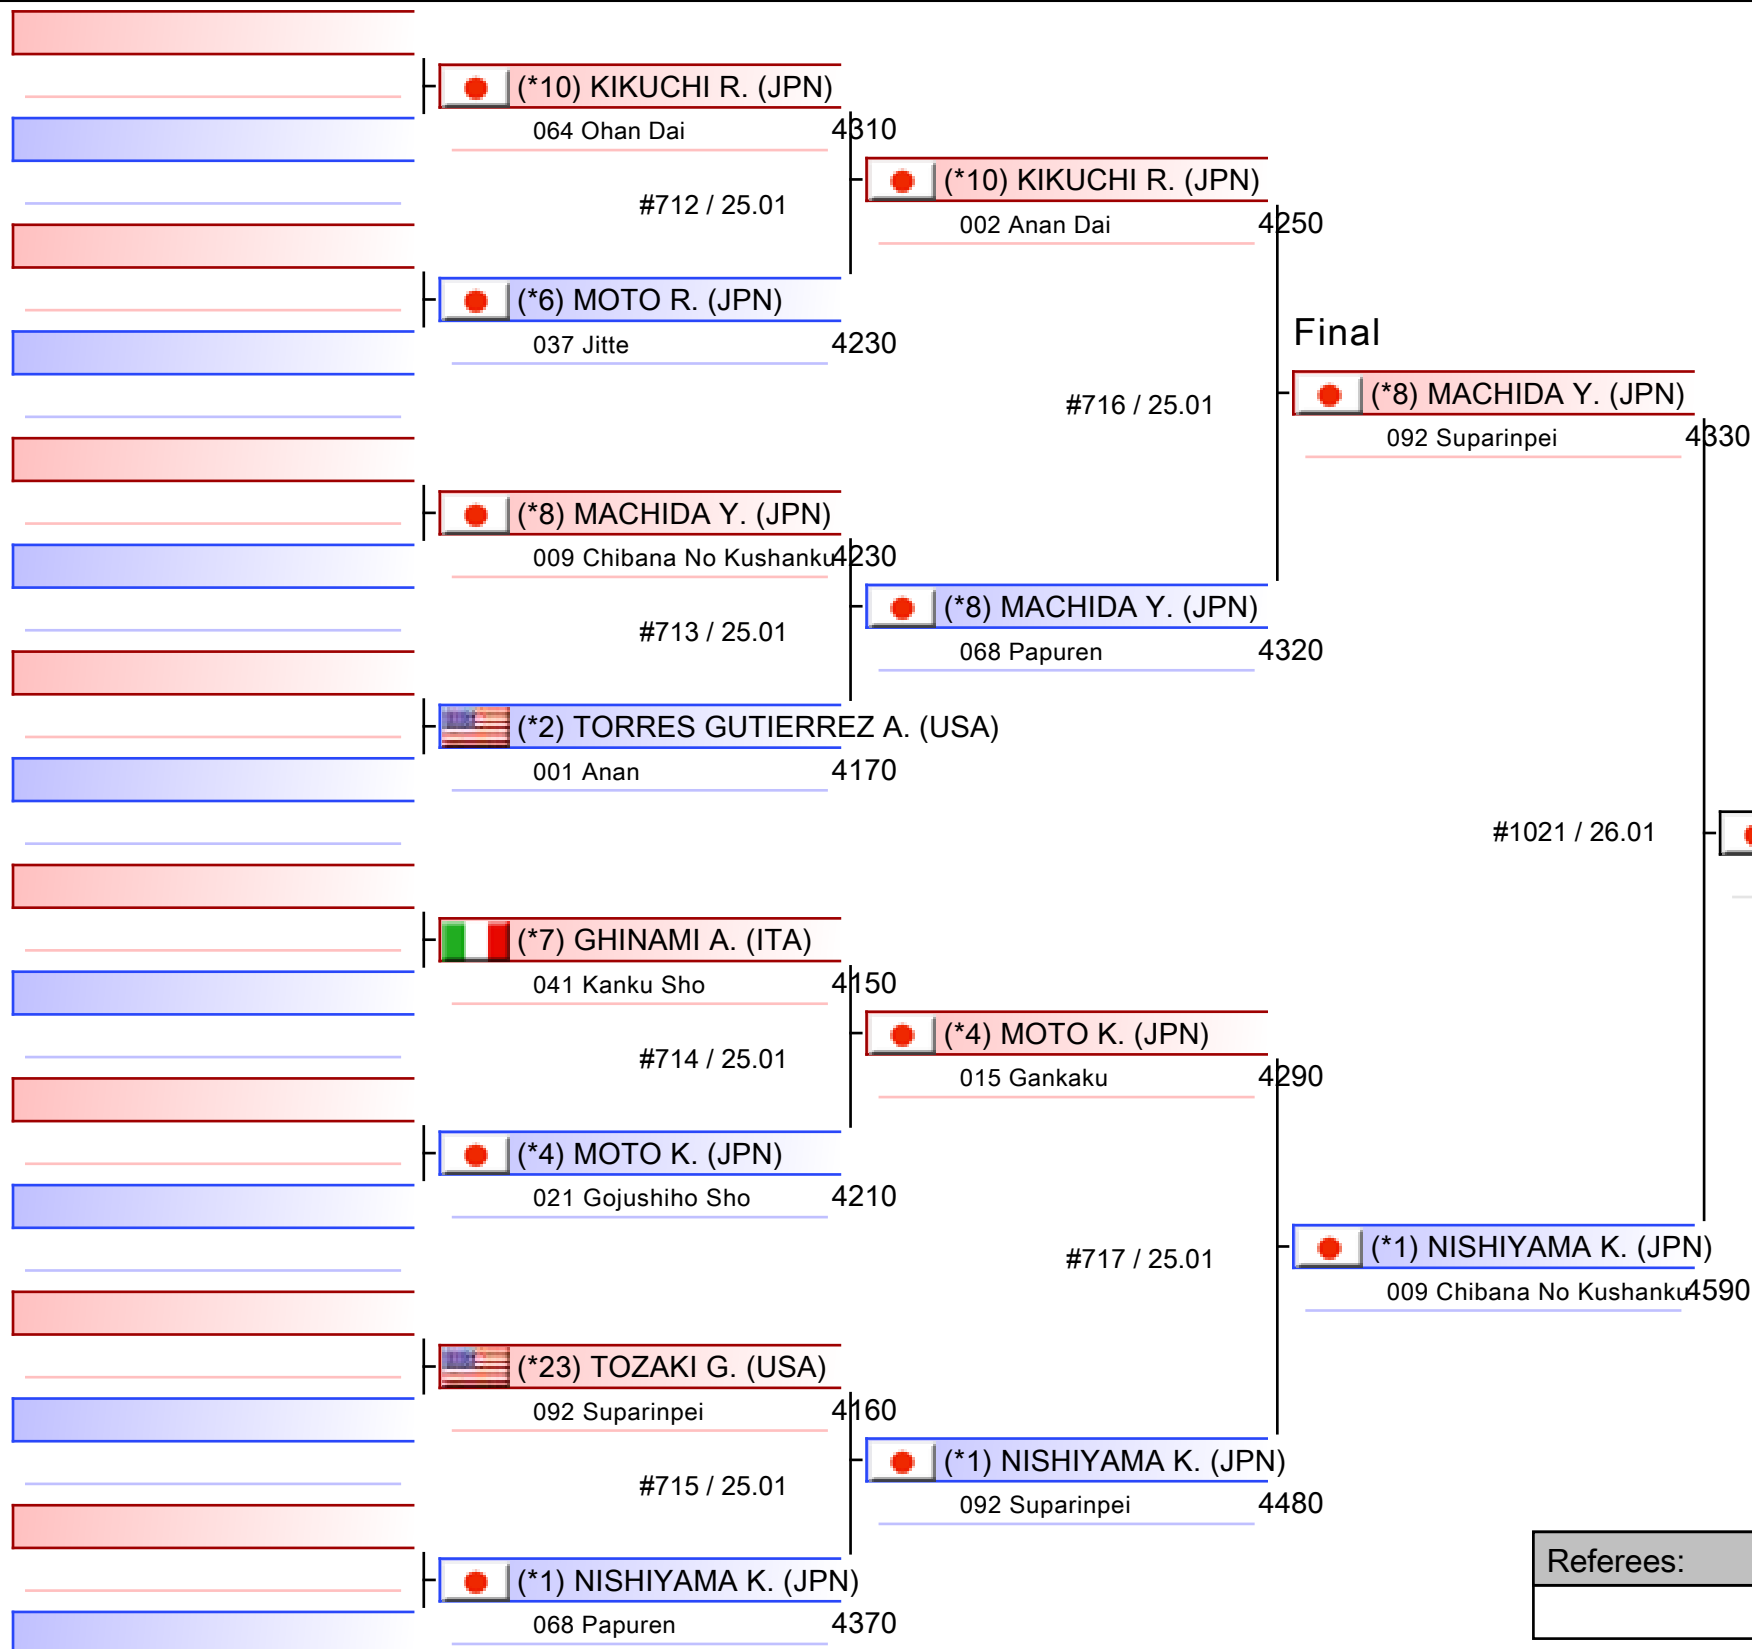 (*10) KIKUCHI R. (JPN)
064 Ohan Dai 4310
#712 / 25.01
(*6) MOTO R. (JPN)
037 Jitte 4230
(*8) MACHIDA Y. (JPN)
009 Chibana No Kushanku 4230
#713 / 25.01
(*2) TORRES GUTIERREZ A. (USA)
001 Anan 4170
(*7) GHINAMI A. (ITA)
041 Kanku Sho 4150
#714 / 25.01
(*4) MOTO K. (JPN)
021 Gojushiho Sho 4210
(*23) TOZAKI G. (USA)
092 Suparinpei 4160
#715 / 25.01
(*1) NISHIYAMA K. (JPN)
068 Papuren 4370
(*10) KIKUCHI R. (JPN)
002 Anan Dai 4250
#716 / 25.01
(*8) MACHIDA Y. (JPN)
068 Papuren 4320
(*4) MOTO K. (JPN)
015 Gankaku 4290
#717 / 25.01
(*1) NISHIYAMA K. (JPN)
092 Suparinpei 4480
Final
(*8) MACHIDA Y. (JPN)
092 Suparinpei 4330
#1021 / 26.01
(*1) NISHIYAMA K. (JPN)
009 Chibana No Kushanku 4590
Referees: